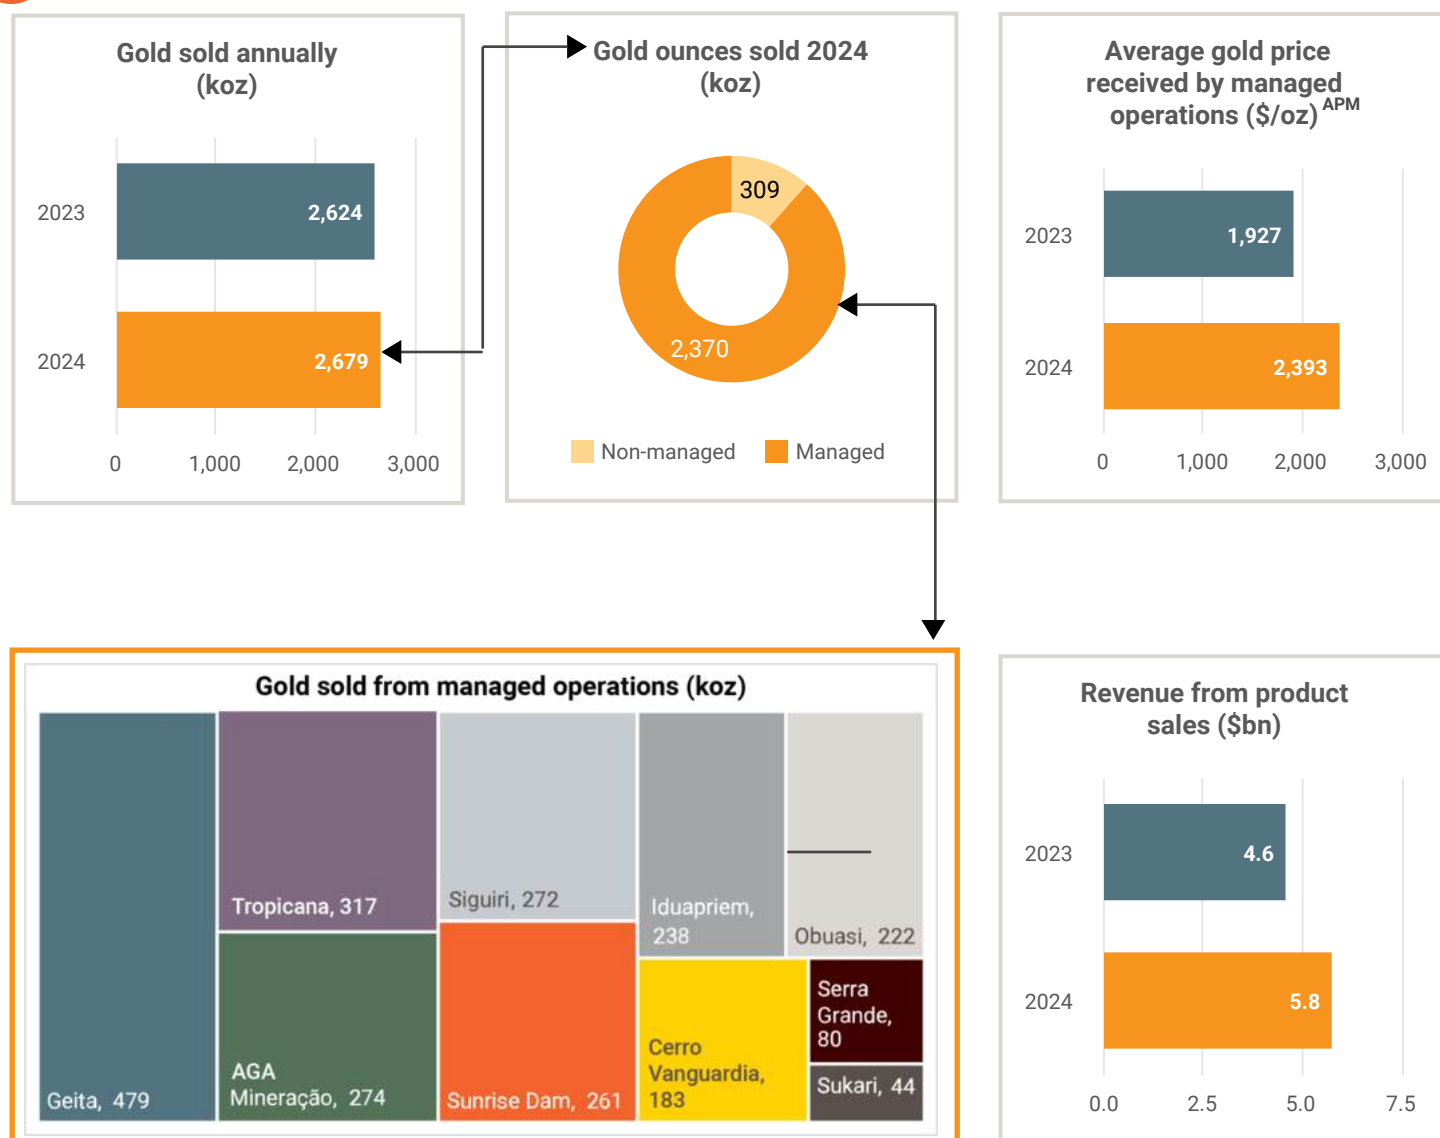 Gold sold annually
(koz)
2023
2,624
2024
2,679
0 1,000 2,000 3,000
Gold ounces sold 2024
(koz)
309
2,370
Non-managed Managed
Average gold price
received by managed
operations ($/oz) APM
2023
1,927
2024
2,393
0 1,000 2,000 3,000
Gold sold from managed operations (koz)
Geita, 479
Tropicana, 317
AGA
Mineração, 274
Siguiri, 272
Sunrise Dam, 261
Iduapriem,
238
Obuasi, 222
Cerro
Vanguardia,
183
Serra
Grande,
80
Sukari, 44
Revenue from product
sales ($bn)
2023
4.6
2024
5.8
0.0 2.5 5.0 7.5